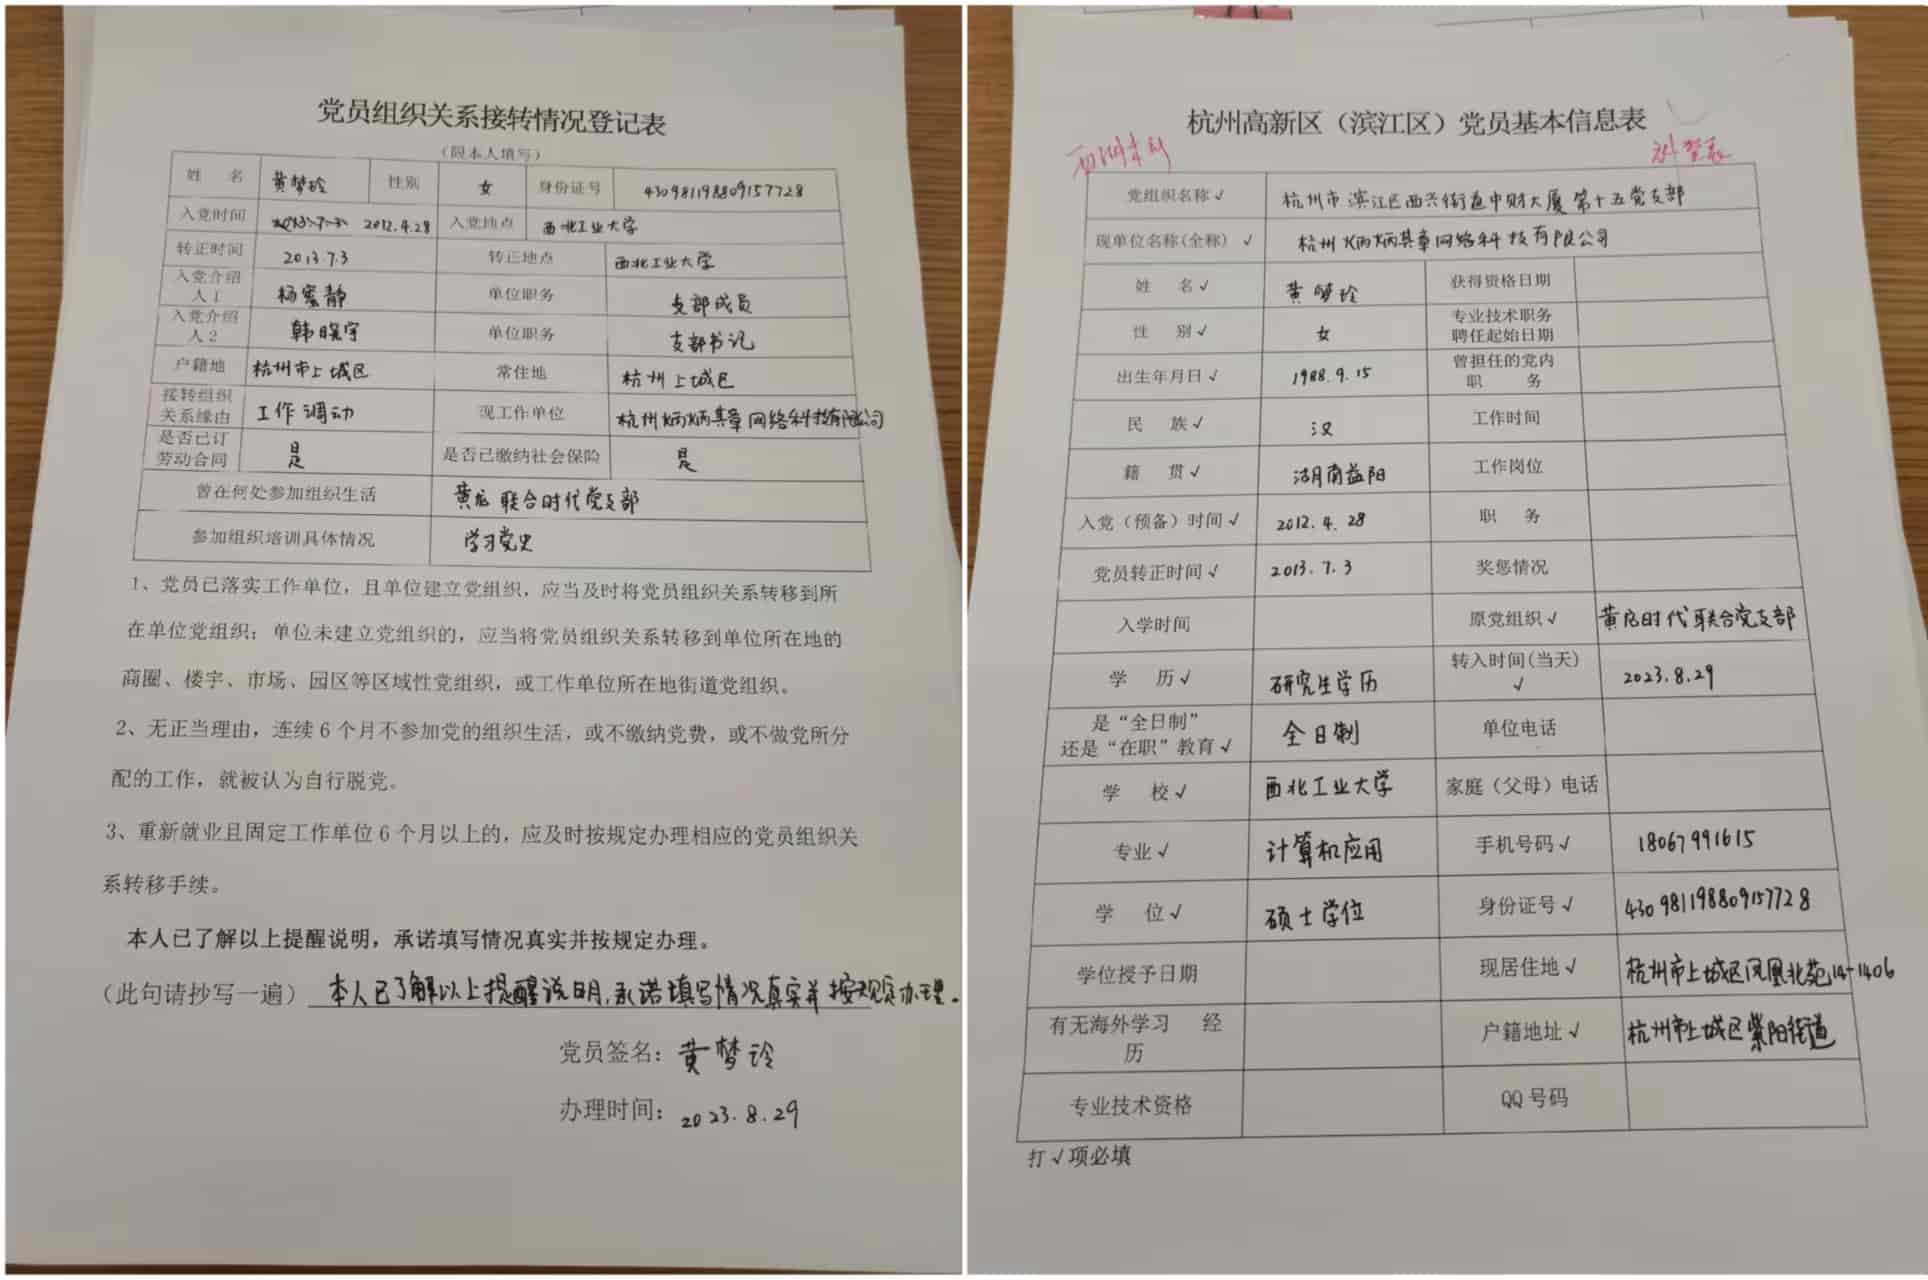 党员组织关系接转情况登记表
（限本人填写）
姓 名 黄梦玲 性别 女 身份证号 430981198809157728
入党时间 2012.4.28 入党地点 西北工业大学
转正时间 2013.7.3 转正地点 西北工业大学
入党介绍人1 杨 静 单位职务 支部成员
入党介绍人2 韩晓宇 单位职务 支部书记
户籍地 杭州市上城区 常住地 杭州上城区
接转组织关系缘由 工作调动 现工作单位 杭州炳炳其章网络科技有限公司
是否已订劳动合同 是 是否已缴纳社会保险 是
曾在何处参加组织生活 黄龙联合时代党支部
参加组织培训具体情况 学习党史
1、党员已落实工作单位，且单位建立党组织，应当及时将党员组织关系转移到所
在单位党组织；单位未建立党组织的，应当将党员组织关系转移到单位所在地的
商圈、楼宇、市场、园区等区域性党组织，或工作单位所在地街道党组织。
2、无正当理由，连续6个月不参加党的组织生活，或不缴纳党费，或不做党所分
配的工作，就被认为自行脱党。
3、重新就业且固定工作单位6个月以上的，应及时按规定办理相应的党员组织关
系转移手续。
本人已了解以上提醒说明，承诺填写情况真实并按规定办理。
（此句请抄写一遍）本人已了解以上提醒说明，承诺填写情况真实并按规定办理。
党员签名：黄梦玲
办理时间：2023.8.29
杭州高新区（滨江区）党员基本信息表
党组织名称√ 杭州市滨江区西兴街道中财大厦第十五党支部
现单位名称(全称) √ 杭州炳炳其章网络科技有限公司
姓 名√ 黄梦玲 获得资格日期
性 别√ 女 专业技术职务聘任起始日期
出生年月日√ 1988.9.15 曾担任的党内职 务
民 族√ 汉 工作时间
籍 贯√ 湖南益阳 工作岗位
入党（预备）时间√ 2012.4.28 职 务
党员转正时间√ 2013.7.3 奖惩情况
入学时间 原党组织√ 黄龙时代联合党支部
学 历√ 研究生学历 转入时间(当天)√ 2023.8.29
是“全日制”还是“在职”教育√ 全日制 单位电话
学 校√ 西北工业大学 家庭（父母）电话
专业√ 计算机应用 手机号码√ 18067991615
学 位√ 硕士学位 身份证号√ 430981198809157728
学位授予日期 现居住地√ 杭州市上城区凤凰北苑14-1406
有无海外学习 经历 户籍地址√ 杭州市上城区紫阳街道
专业技术资格 QQ号码
打√项必填